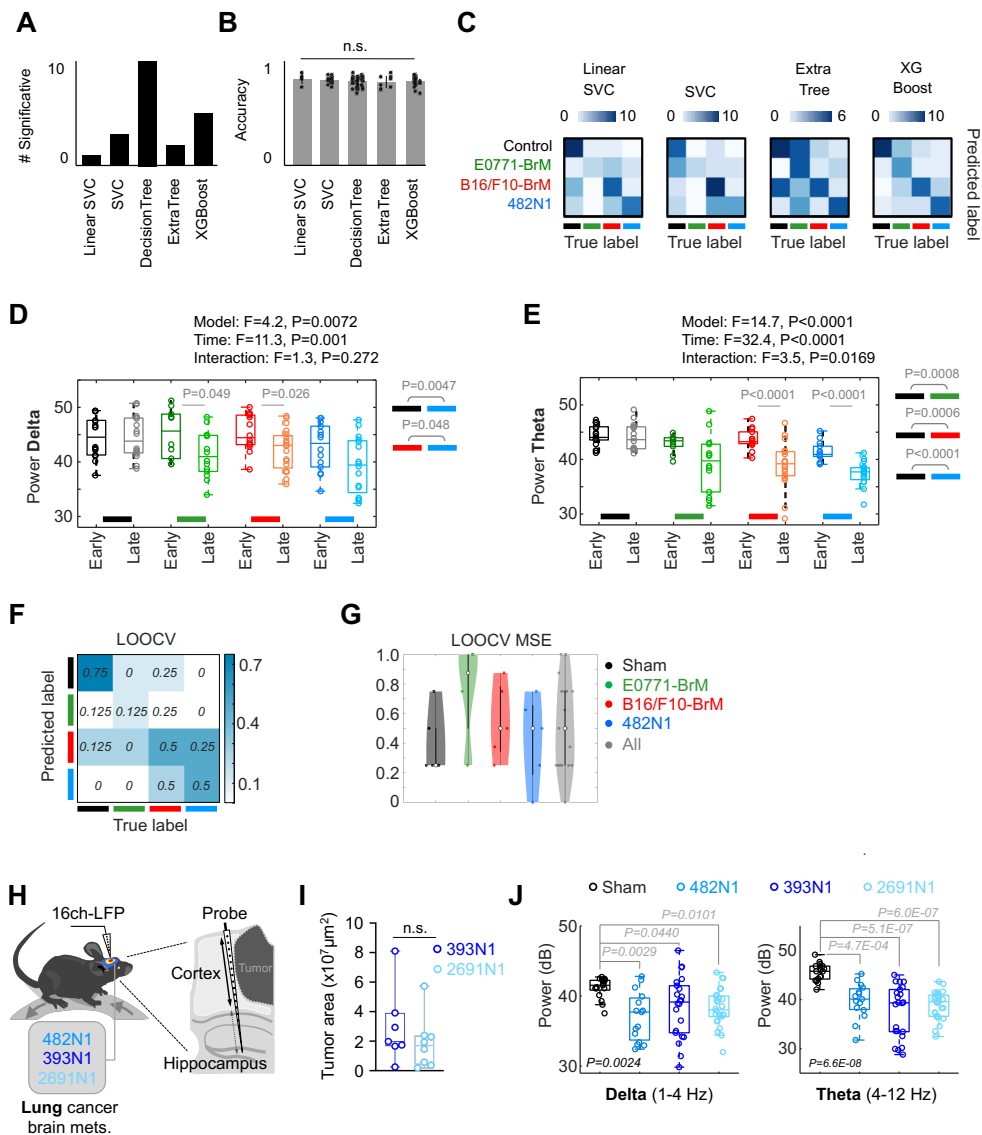 A
# Significative
10
0
Linear SVC
SVC
DecisionTree
ExtraTree
XGBoost
B
n.s.
Accuracy
1
0
Linear SVC
SVC
DecisionTree
ExtraTree
XGBoost
C
Linear
SVC
0 10
SVC
0 10
Extra
Tree
0 6
XG
Boost
0 10
Control
E0771-BrM
B16/F10-BrM
482N1
True label
True label
Predicted label
D
Model: F=4.2, P=0.0072
Time: F=11.3, P=0.001
Interaction: F=1.3, P=0.272
Power Delta
50
40
30
P=0.049
P=0.026
P=0.0047
P=0.048
Early
Late
Early
Late
Early
Late
Early
Late
E
Model: F=14.7, P<0.0001
Time: F=32.4, P<0.0001
Interaction: F=3.5, P=0.0169
Power Theta
50
40
30
P<0.0001
P<0.0001
P=0.0008
P=0.0006
P<0.0001
Early
Late
Early
Late
Early
Late
Early
Late
F
LOOCV
Predicted label
0.75 0 0.25 0
0.125 0.125 0.25 0
0.125 0 0.5 0.25
0 0 0.5 0.5
True label
0.7
0.5
0.3
0.1
G
LOOCV MSE
1.0
0.8
0.6
0.4
0.2
0
Sham
E0771-BrM
B16/F10-BrM
482N1
All
H
16ch-LFP
482N1
393N1
2691N1
Lung cancer
brain mets.
Probe
Cortex
Tumor
Hippocampus
I
Tumor area (x10⁷µm²)
10
8
6
4
2
0
n.s.
393N1
2691N1
J
Sham 482N1 393N1 2691N1
Power (dB)
50
40
30
P=0.0101
P=0.0440
P=0.0029
P=0.0024
Delta (1-4 Hz)
Power (dB)
50
40
30
P=6.0E-07
P=5.1E-07
P=4.7E-04
P=6.6E-08
Theta (4-12 Hz)